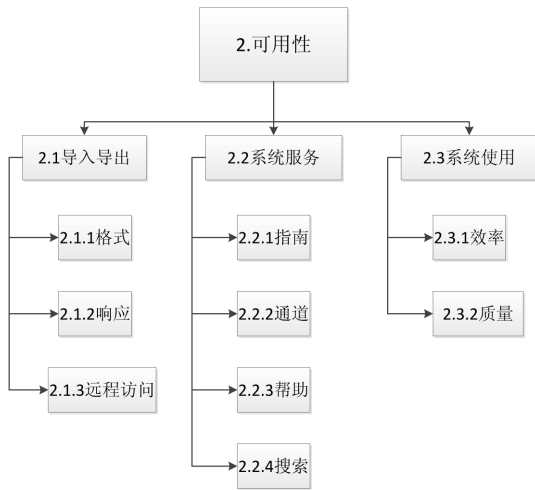 2.可用性
2.1导入导出
2.2系统服务
2.3系统使用
2.1.1格式
2.2.1指南
2.3.1效率
2.1.2响应
2.2.2通道
2.3.2质量
2.1.3远程访问
2.2.3帮助
2.2.4搜索